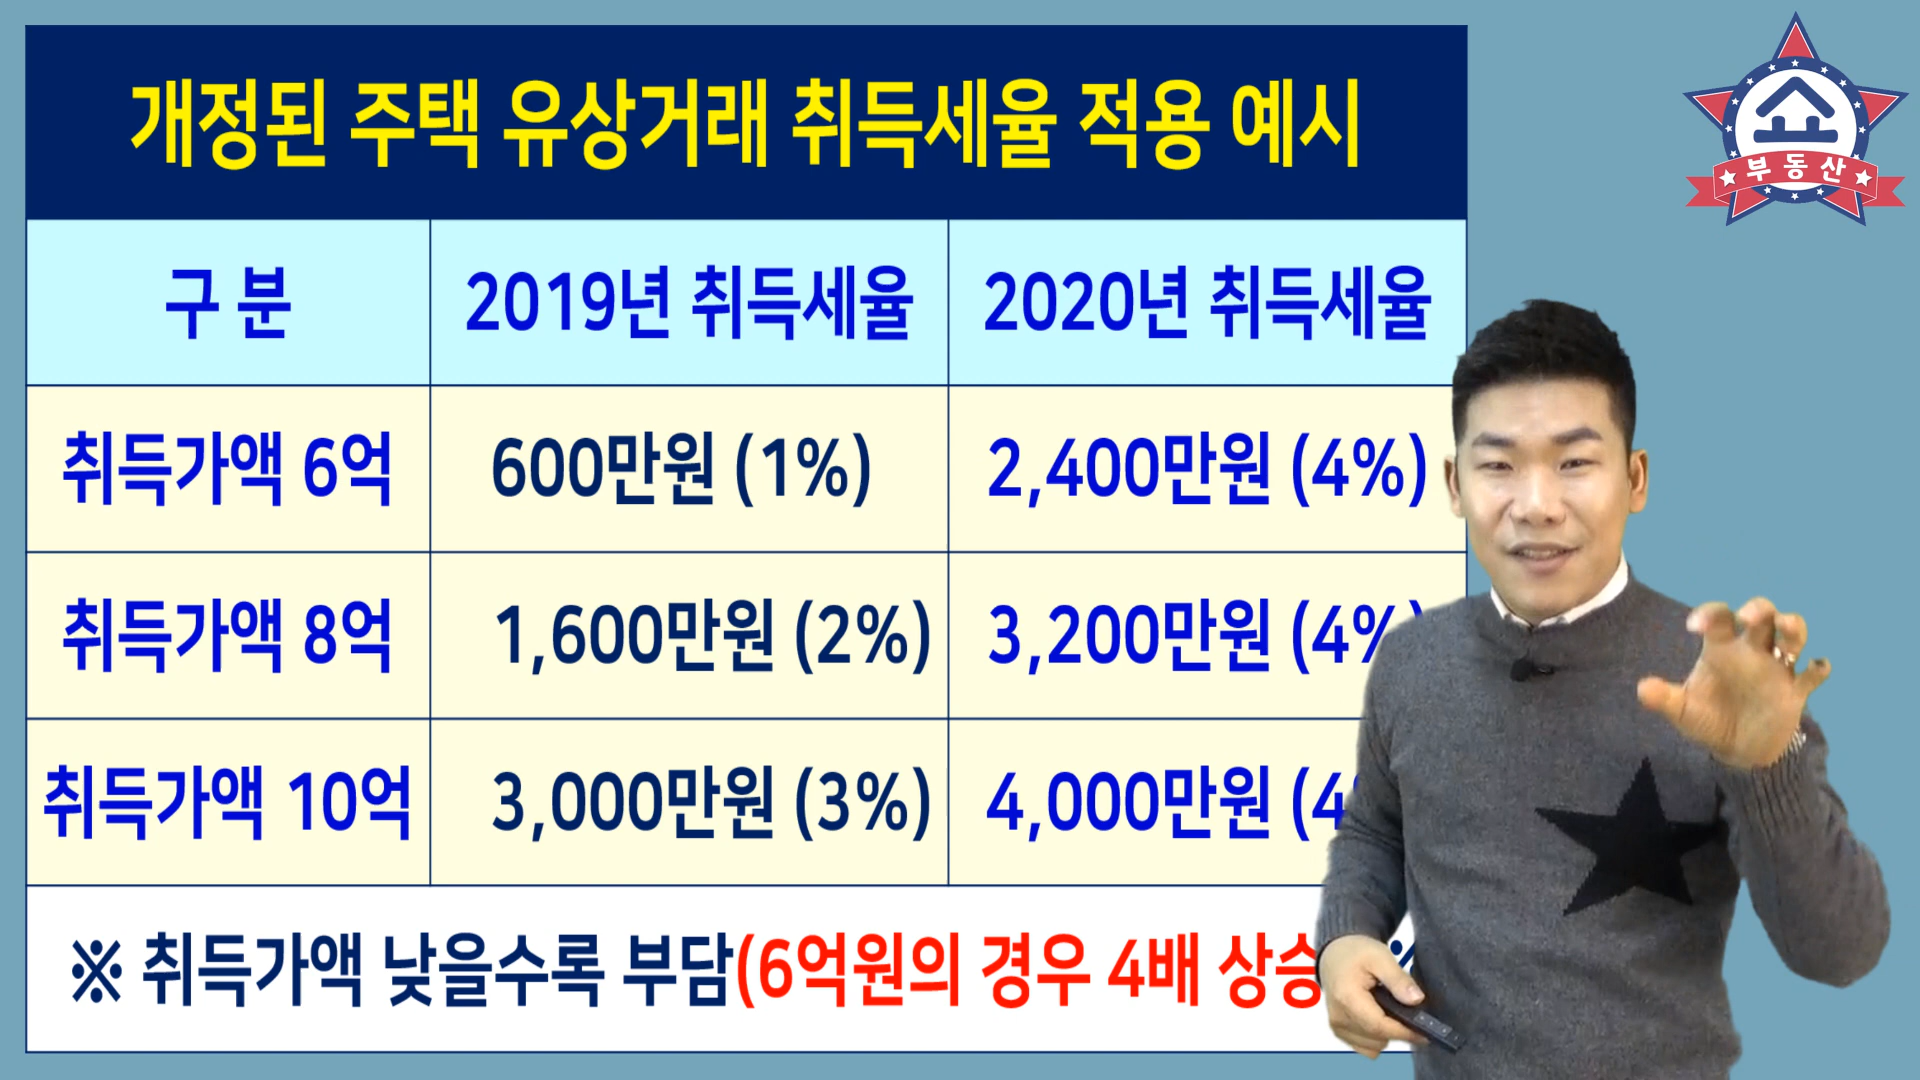 개정된 주택 유상거래 취득세율 적용 예시
쇼
부동산
구 분 2019년 취득세율 2020년 취득세율
취득가액 6억 600만원 (1%) 2,400만원 (4%)
취득가액 8억 1,600만원 (2%) 3,200만원 (4%)
취득가액 10억 3,000만원 (3%) 4,000만원 (4%
※ 취득가액 낮을수록 부담(6억원의 경우 4배 상승